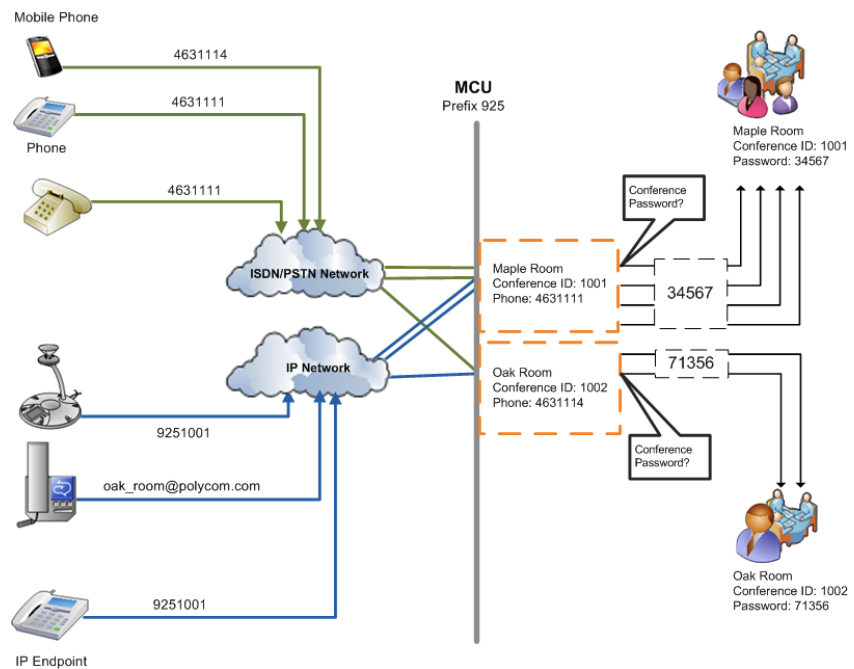 Mobile Phone
4631114
4631111
Phone
4631111
ISDN/PSTN Network
IP Network
9251001
oak_room@polycom.com
9251001
IP Endpoint
MCU
Prefix 925
Maple Room
Conference ID: 1001
Phone: 4631111
Oak Room
Conference ID: 1002
Phone: 4631114
Conference
Password?
34567
71356
Conference
Password?
Maple Room
Conference ID: 1001
Password: 34567
Oak Room
Conference ID: 1002
Password: 71356